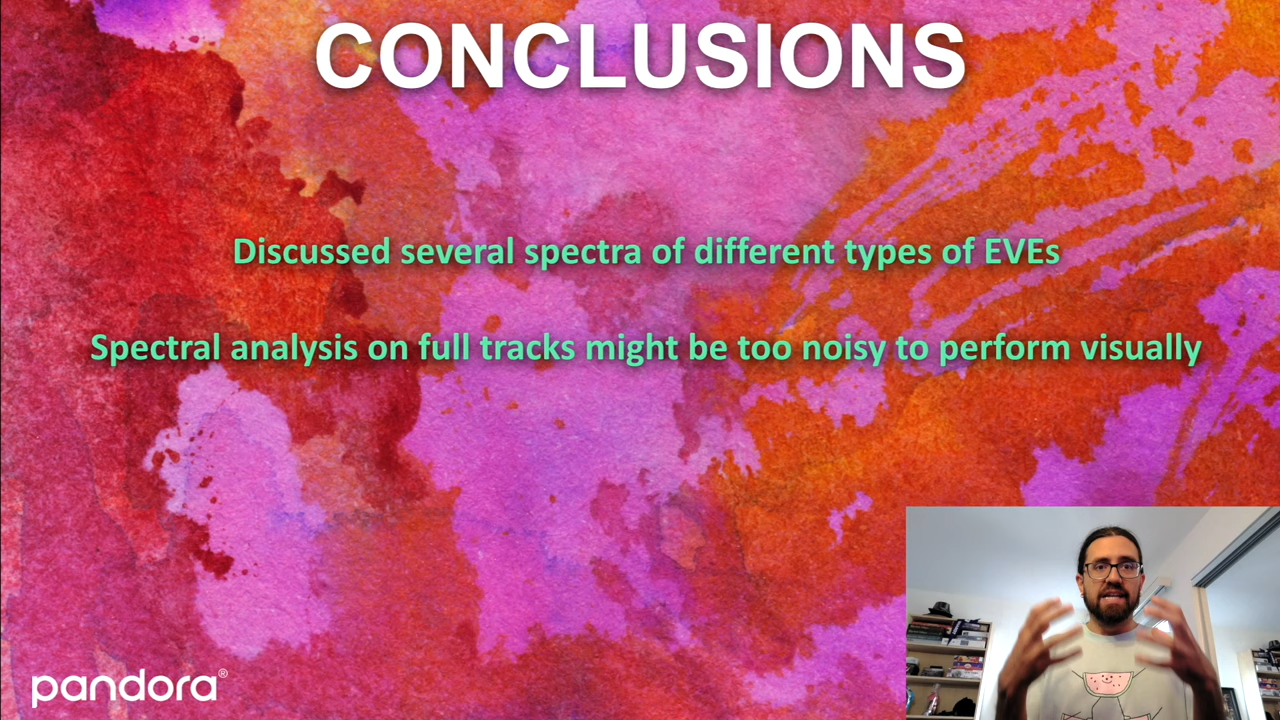 CONCLUSIONS
Discussed several spectra of different types of EVEs
Spectral analysis on full tracks might be too noisy to perform visually
pandora®